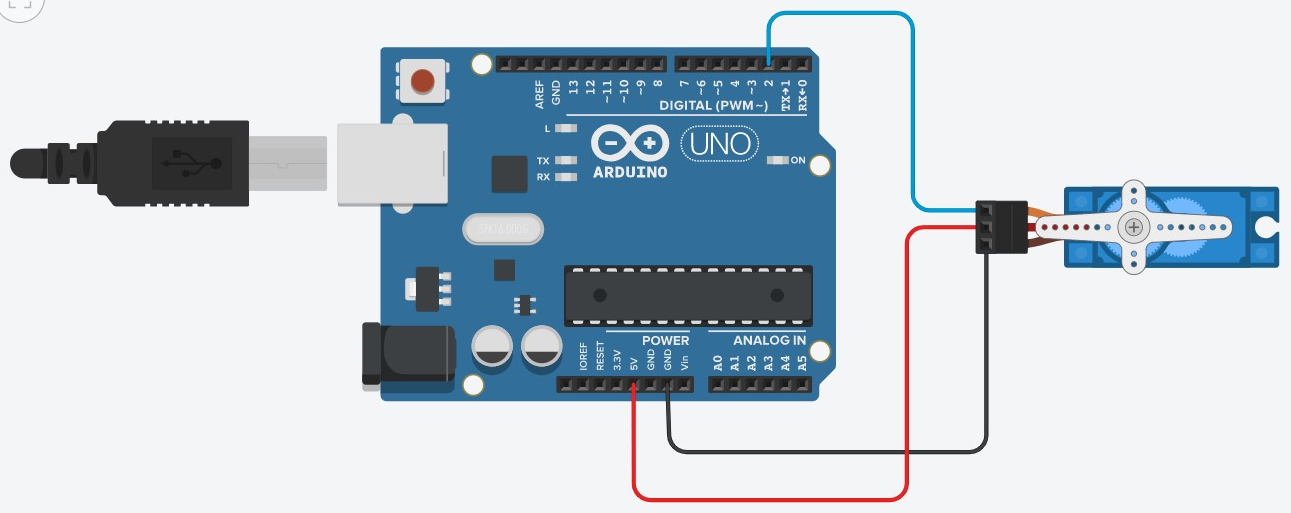 AREF
GND
13
12
~11
~10
~9
8
7
~6
~5
4
~3
2
TX→1
RX←0
DIGITAL (PWM~)
L
TX
RX
ARDUINO
UNO
ON
POWER
ANALOG IN
IOREF
RESET
3.3V
5V
GND
GND
Vin
A0
A1
A2
A3
A4
A5